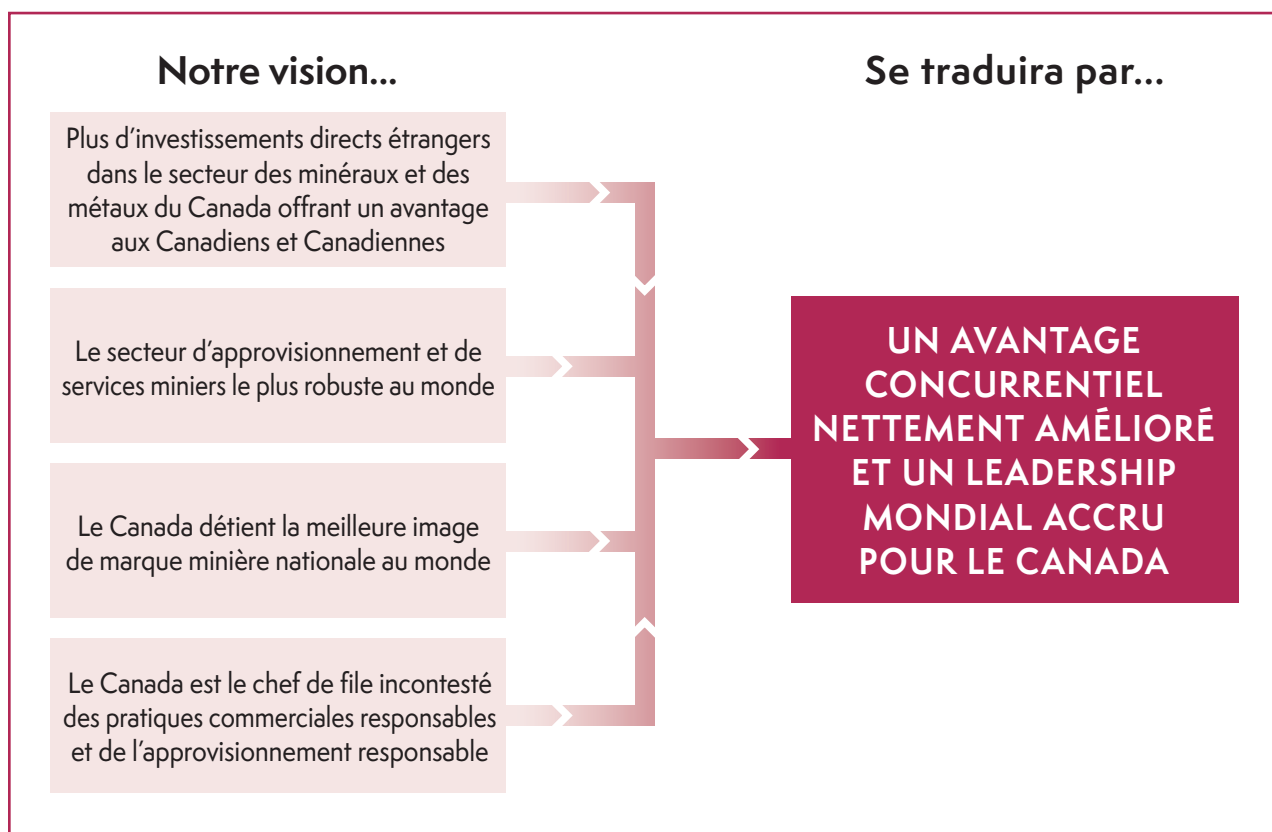 Notre vision...
Plus d'investissements directs étrangers
dans le secteur des minéraux et des
métaux du Canada offrant un avantage
aux Canadiens et Canadiennes
Le secteur d'approvisionnement et de
services miniers le plus robuste au monde
Le Canada détient la meilleure image
de marque minière nationale au monde
Le Canada est le chef de file incontesté
des pratiques commerciales responsables
et de l'approvisionnement responsable
Se traduira par...
UN AVANTAGE
CONCURRENTIEL
NETTEMENT AMÉLIORÉ
ET UN LEADERSHIP
MONDIAL ACCRU
POUR LE CANADA